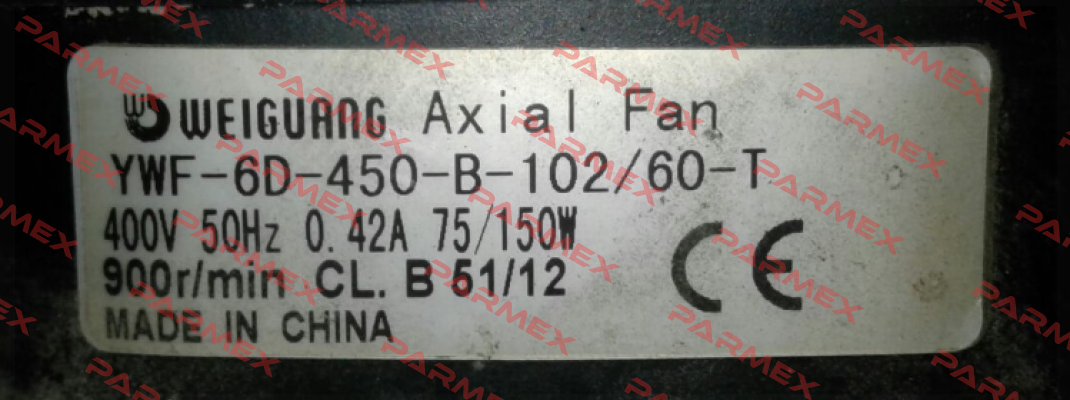 WEIGUANG Axial Fan
YWF-6D-450-B-102/60-T
400V 50Hz 0.42A 75/150W
900r/min CL. B 51/12
MADE IN CHINA
CE
PARMEX